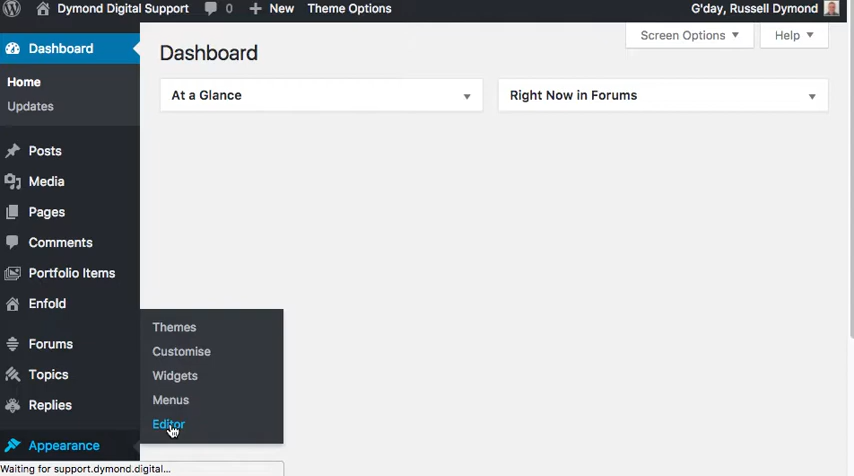 Dymond Digital Support 0 New Theme Options G'day, Russell Dymond
Screen Options Help
Dashboard
Home
Updates
Posts
Media
Pages
Comments
Portfolio Items
Enfold
Forums
Topics
Replies
Appearance
Dashboard
At a Glance
Right Now in Forums
Themes
Customise
Widgets
Menus
Editor
Waiting for support.dymond.digital...